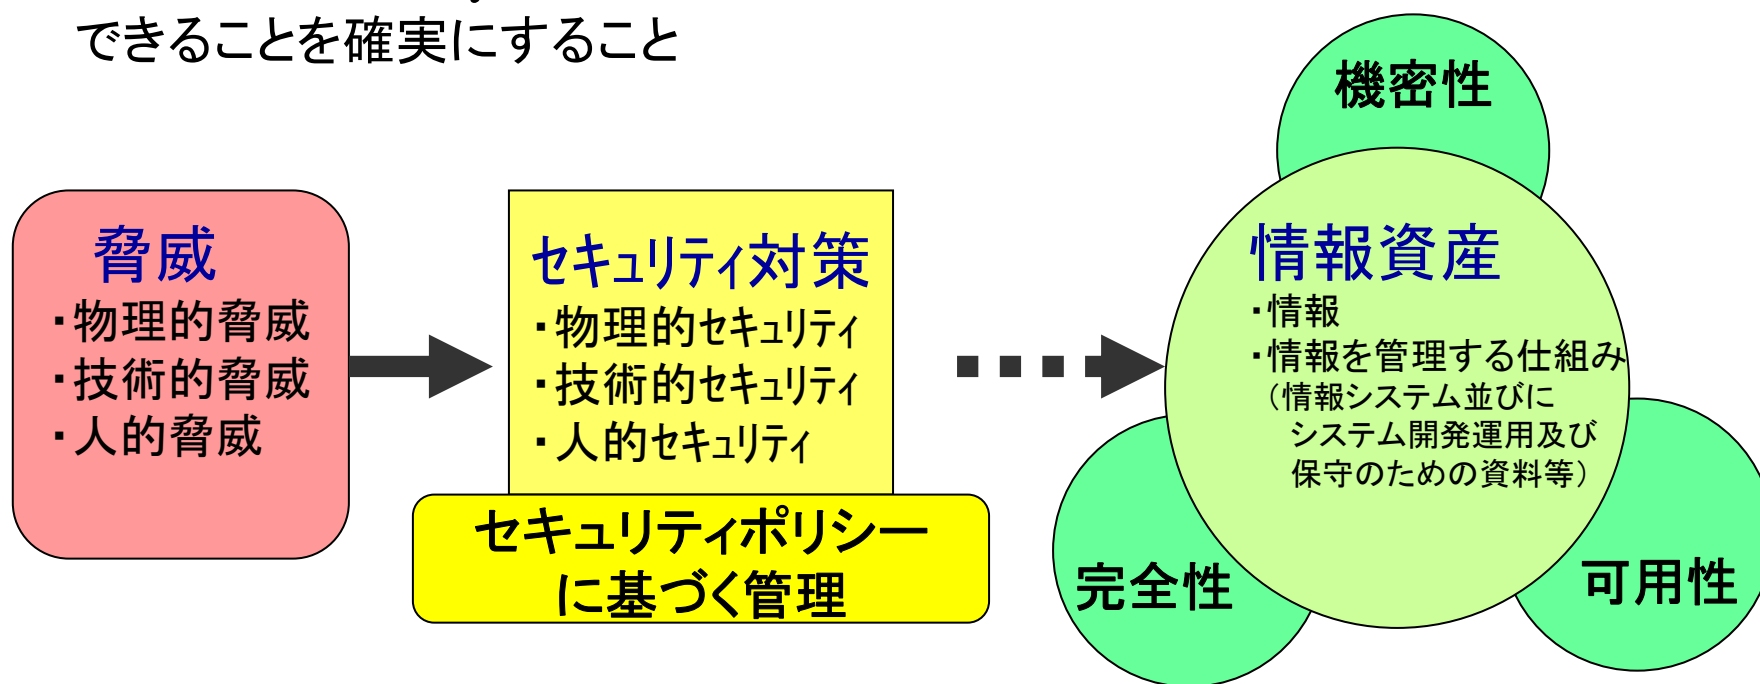 できることを確実にすること
機密性
脅威
・物理的脅威
・技術的脅威
・人的脅威
セキュリティ対策
・物理的セキュリティ
・技術的セキュリティ
・人的セキュリティ
セキュリティポリシー
に基づく管理
情報資産
・情報
・情報を管理する仕組み
（情報システム並びに
システム開発運用及び
保守のための資料等）
完全性
可用性